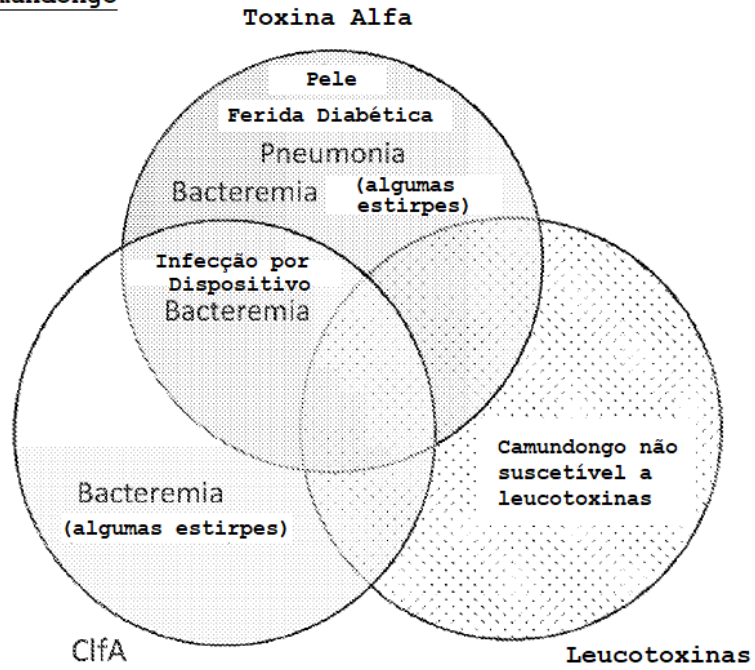 Toxina Alfa
Pele
Ferida Diabética
Pneumonia
Bacteremia (algumas
estirpes)
Infecção por
Dispositivo
Bacteremia
Camundongo não
suscetível a
leucotoxinas
Bacteremia
(algumas estirpes)
ClfA
Leucotoxinas